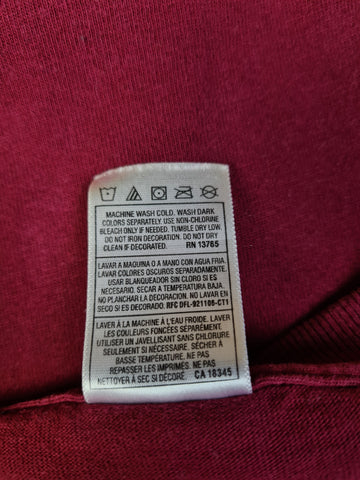 MACHINE WASH COLD. WASH DARK
COLORS SEPARATELY. USE NON-CHLORINE
BLEACH ONLY IF NEEDED. TUMBLE DRY LOW.
DO NOT IRON DECORATION. DO NOT DRY
CLEAN IF DECORATED. RN 13765
LAVAR A MAQUINA O A MANO CON AGUA FRIA.
LAVAR COLORES OSCUROS SEPARADAMENTE.
USAR BLANQUEADOR SIN CLORO SI ES
NECESARIO. SECAR A TEMPERATURA BAJA.
NO PLANCHAR LA DECORACION. NO LAVAR EN
SECO SI ES DECORADO. RFC DFL-921106-CT1
LAVER À LA MACHINE À L'EAU FROIDE. LAVER
LES COULEURS FONCÉES SÉPARÉMENT.
UTILISER UN JAVELLISANT SANS CHLORURE
SEULEMENT SI NÉCESSAIRE. SÉCHER À
BASSE TEMPÉRATURE. NE PAS
REPASSER LES IMPRIMÉS. NE PAS
NETTOYER À SEC SI DÉCORÉ. CA 18345